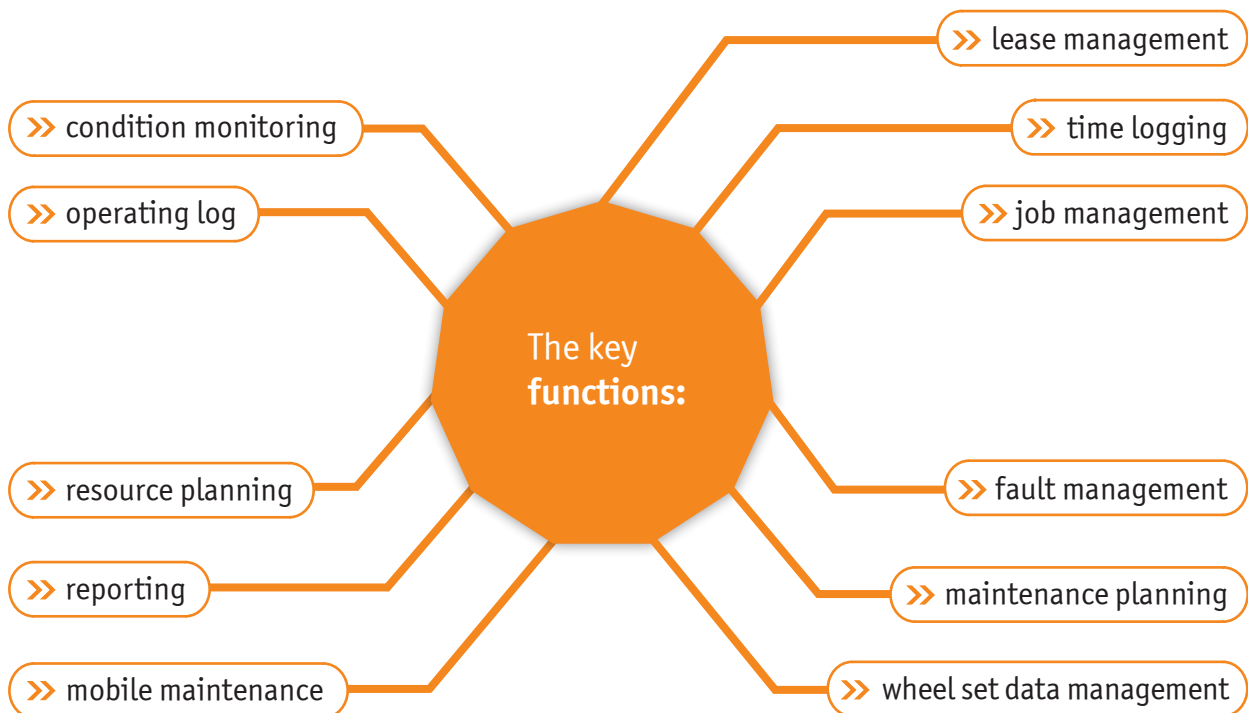 lease management
condition monitoring
time logging
operating log
job management
The key
functions:
resource planning
fault management
reporting
maintenance planning
mobile maintenance
wheel set data management